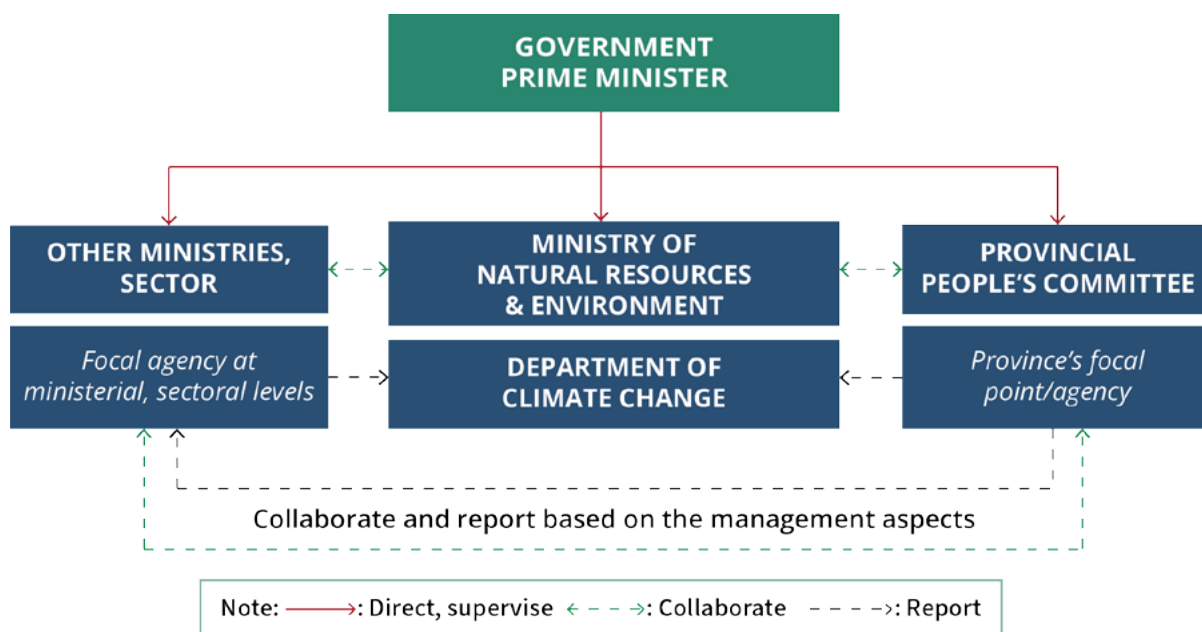 GOVERNMENT
PRIME MINISTER
OTHER MINISTRIES,
SECTOR
MINISTRY OF
NATURAL RESOURCES
& ENVIRONMENT
PROVINCIAL
PEOPLE'S COMMITTEE
Focal agency at
ministerial, sectoral levels
DEPARTMENT OF
CLIMATE CHANGE
Province's focal
point/agency
Collaborate and report based on the management aspects
Note: : Direct, supervise : Collaborate : Report